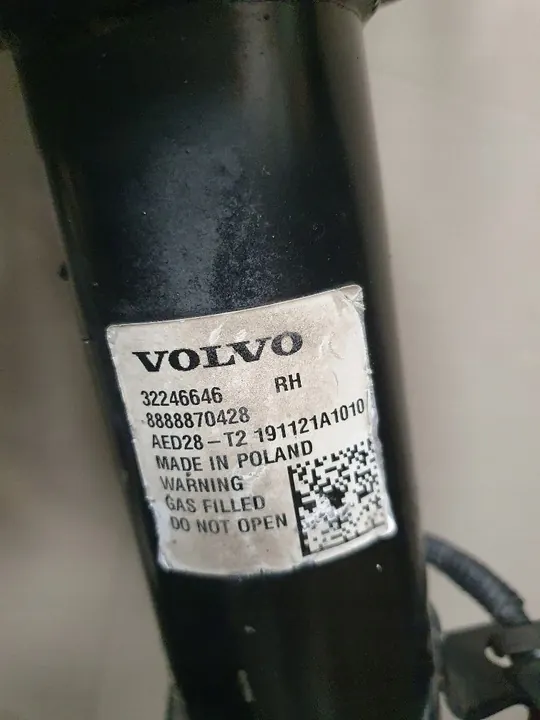 VOLVO
32246646 RH
8888870428
AED28-T2 191121A1010
MADE IN POLAND
WARNING
GAS FILLED
DO NOT OPEN